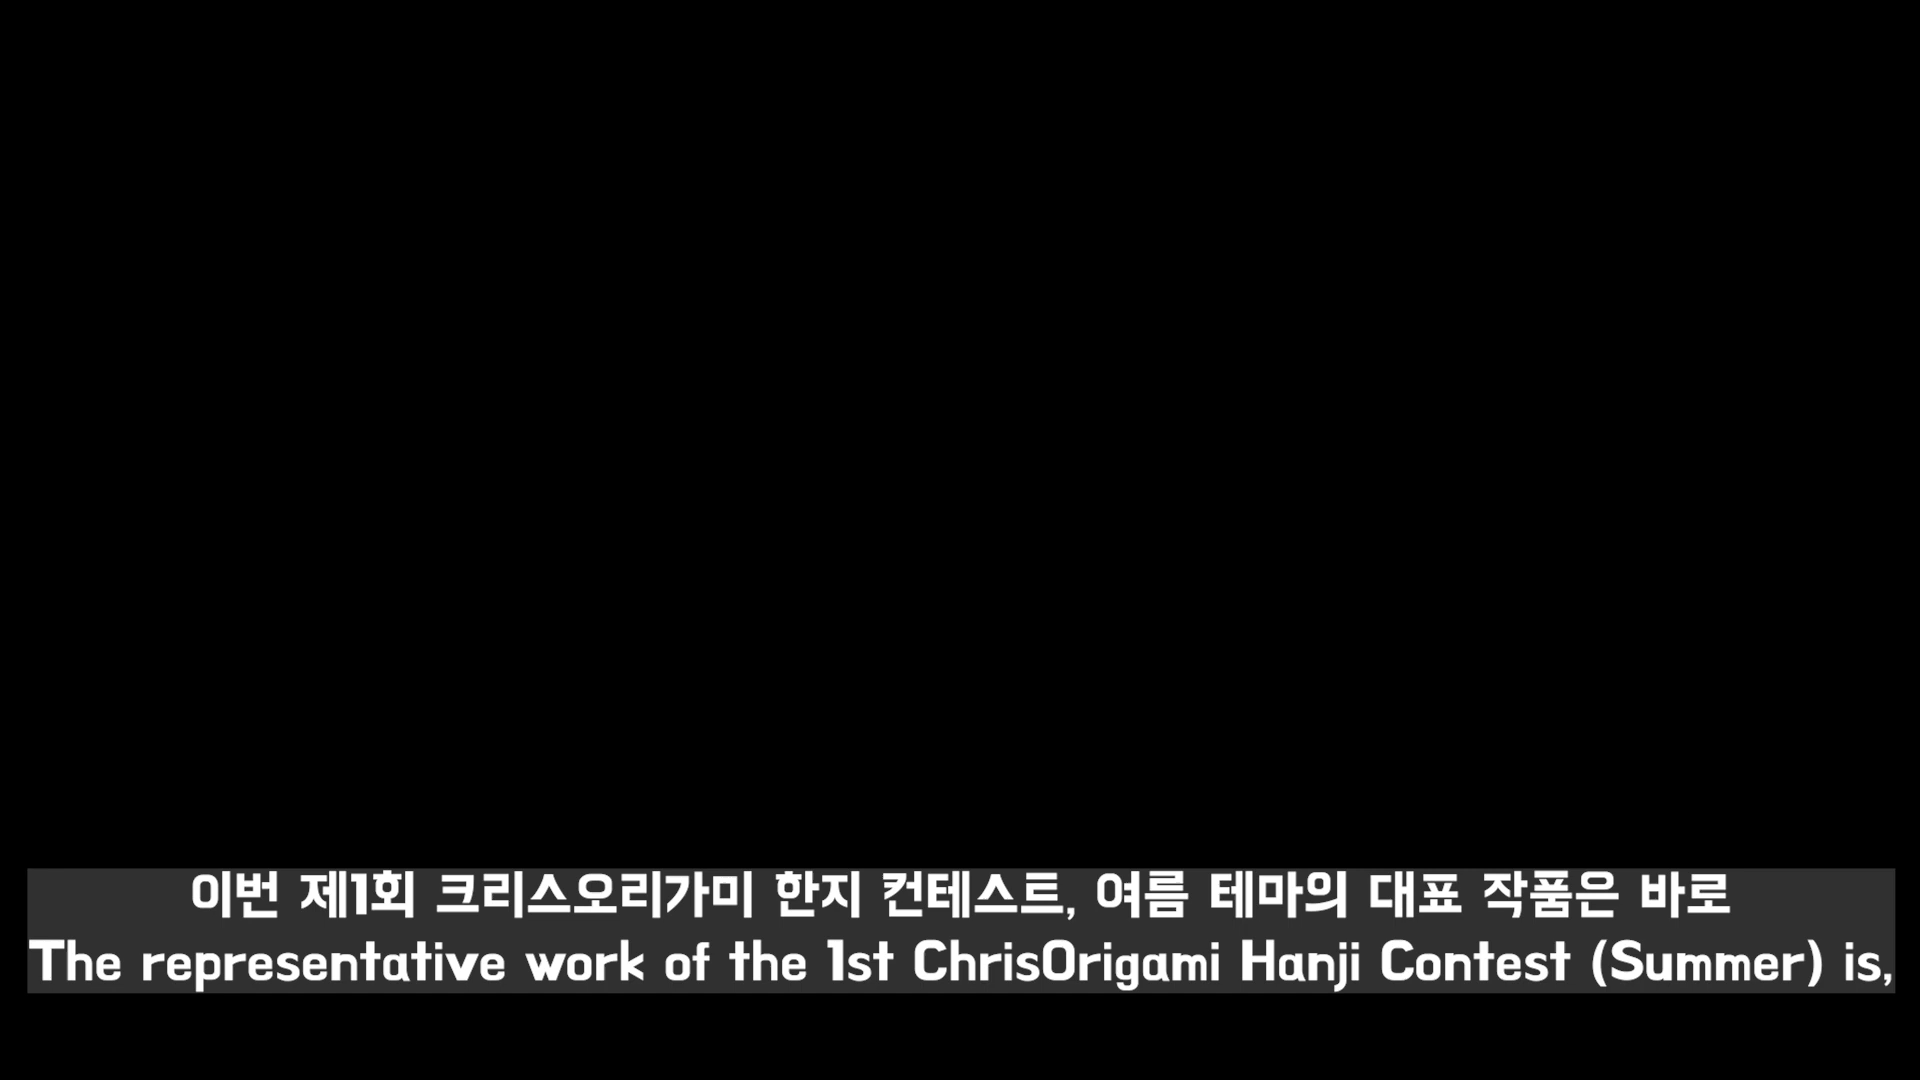 이번 제1회 크리스오리가미 한지 컨테스트, 여름 테마의 대표 작품은 바로
The representative work of the 1st ChrisOrigami Hanji Contest (Summer) is,